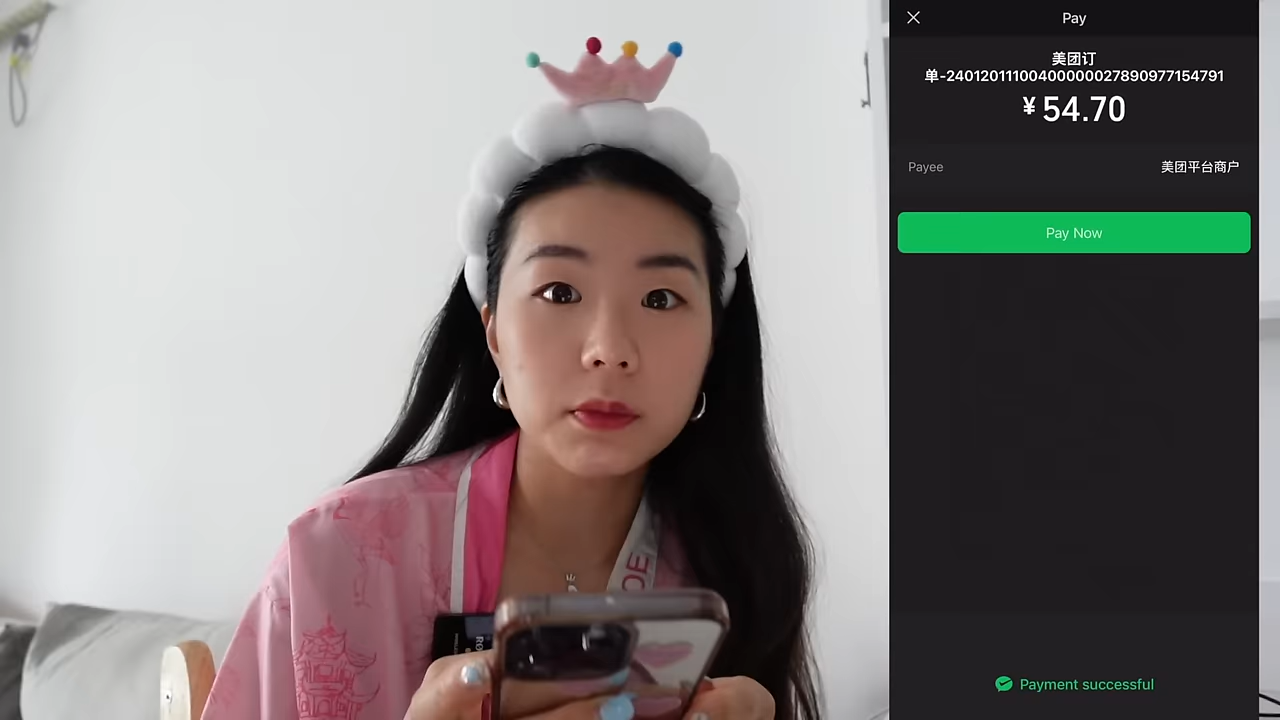 Pay
美团订
单-24012011100400000027890977154791
¥ 54.70
Payee
美团平台商户
Pay Now
Payment successful
OE